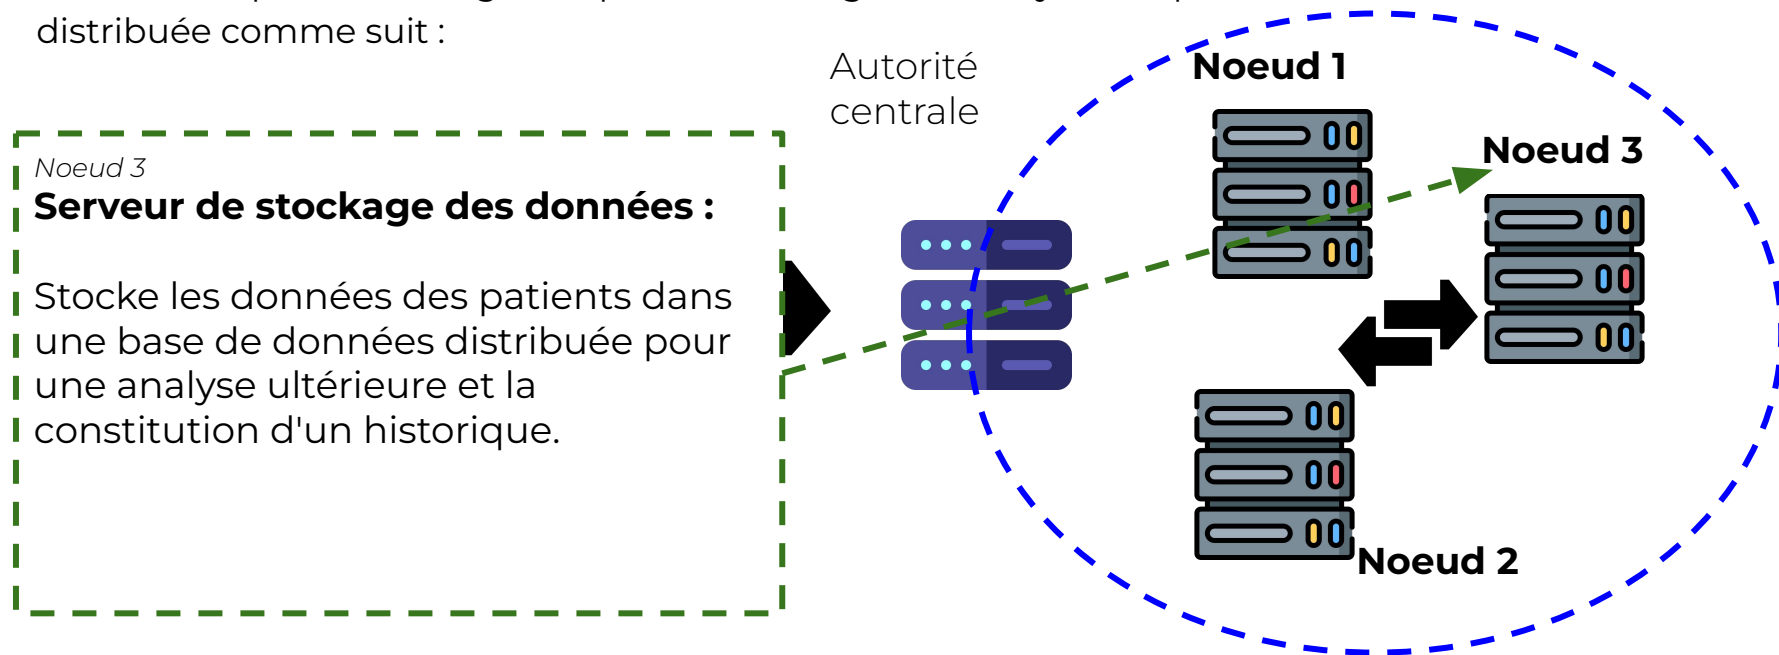 distribuée comme suit :
Autorité
centrale
Noeud 1
Noeud 3
Noeud 3
Serveur de stockage des données :
Stocke les données des patients dans
une base de données distribuée pour
une analyse ultérieure et la
constitution d'un historique.
Noeud 2